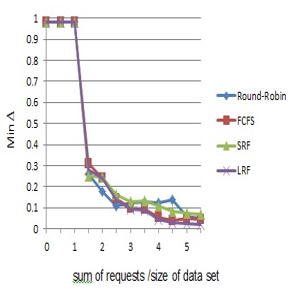 1
0.9
0.8
0.7
0.6
0.5
0.4
0.3
0.2
0.1
0
Min Δ
0 1 2 3 4 5
sum of requests /size of data set
Round-Robin
FCFS
SRF
LRF